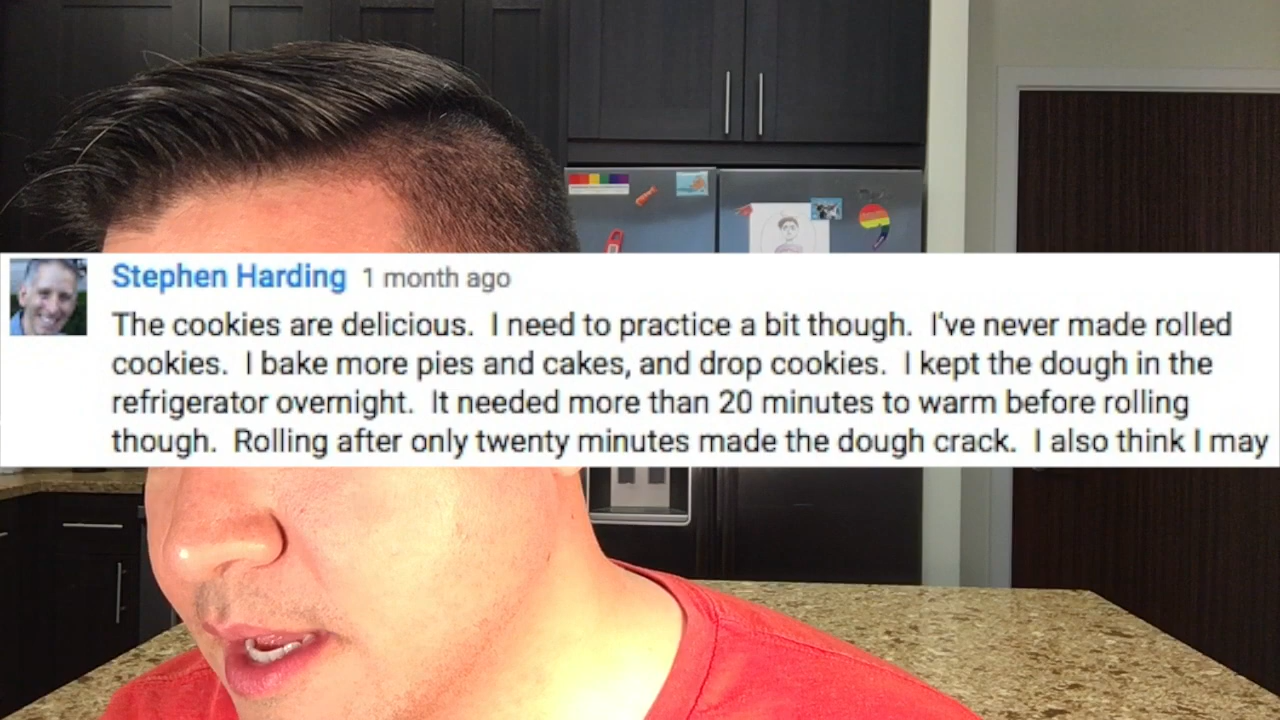 Stephen Harding 1 month ago
The cookies are delicious.  I need to practice a bit though.  I've never made rolled
cookies.  I bake more pies and cakes, and drop cookies.  I kept the dough in the
refrigerator overnight.  It needed more than 20 minutes to warm before rolling
though.  Rolling after only twenty minutes made the dough crack.  I also think I may